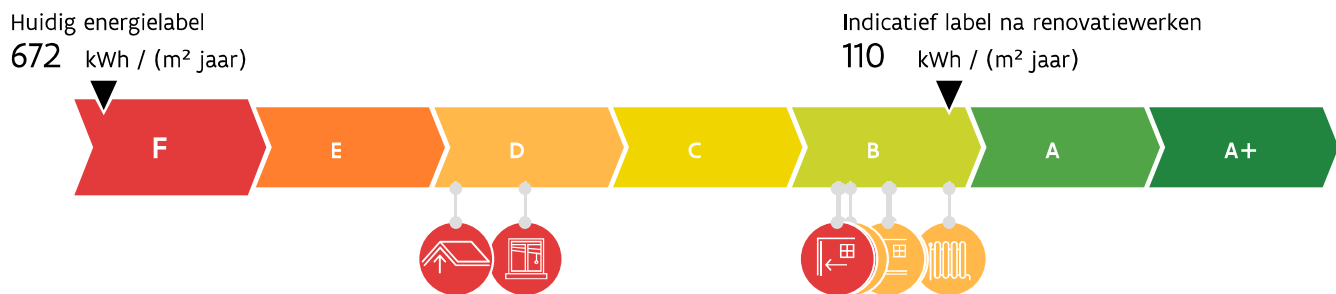 Huidig energielabel
672 kWh / (m² jaar)
Indicatief label na renovatiewerken
110 kWh / (m² jaar)
F E D C B A A+